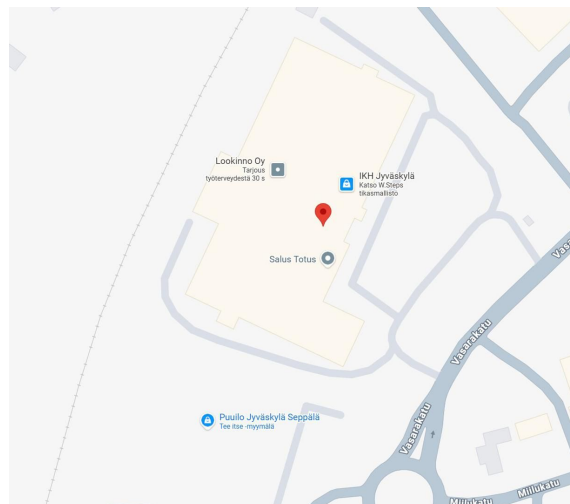 Lookinno Oy
Tarjous
työterveydestä 30 s
IKH Jyväskylä
Katso W.Steps
tikasmallisto
Salus Totus
Vasarakatu
Vasarakatu
Vasarakatu
Puuilo Jyväskylä Seppälä
Tee itse -myymälä
Miilukatu
Miilukatu